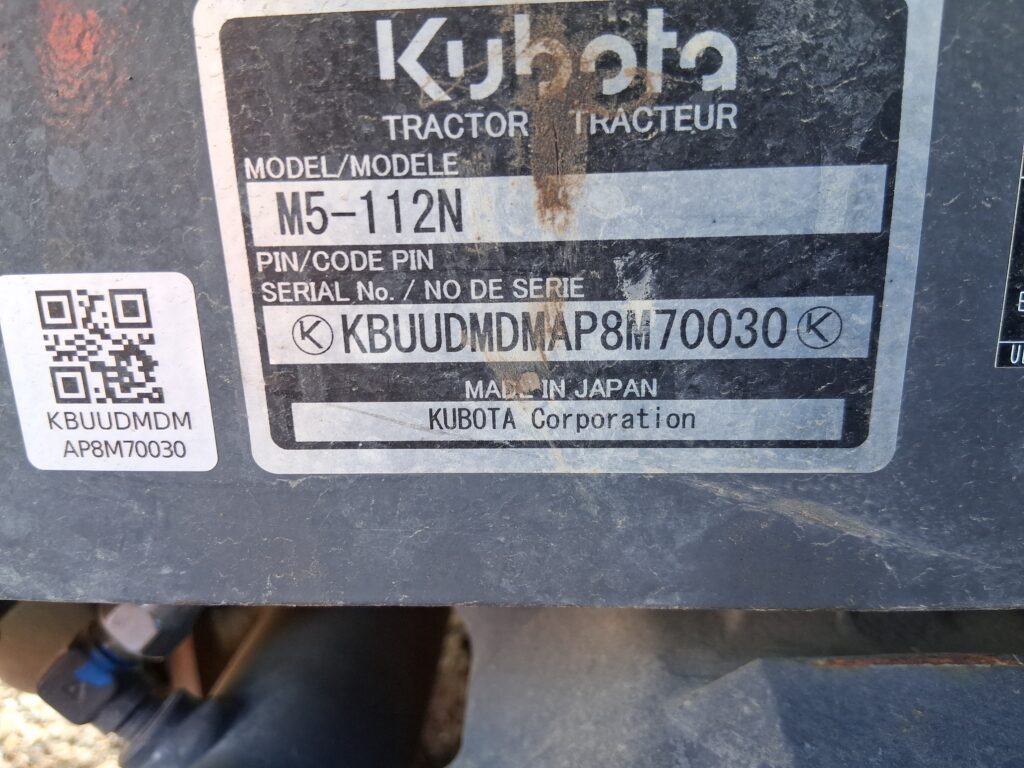 Kubota
TRACTOR TRACTEUR
MODEL/MODELE
M5-112N
PIN/CODE PIN
SERIAL No. / NO DE SERIE
K KBUUDMDMAP8M70030 K
MADE IN JAPAN
KUBOTA Corporation
KBUUDMDM
AP8M70030